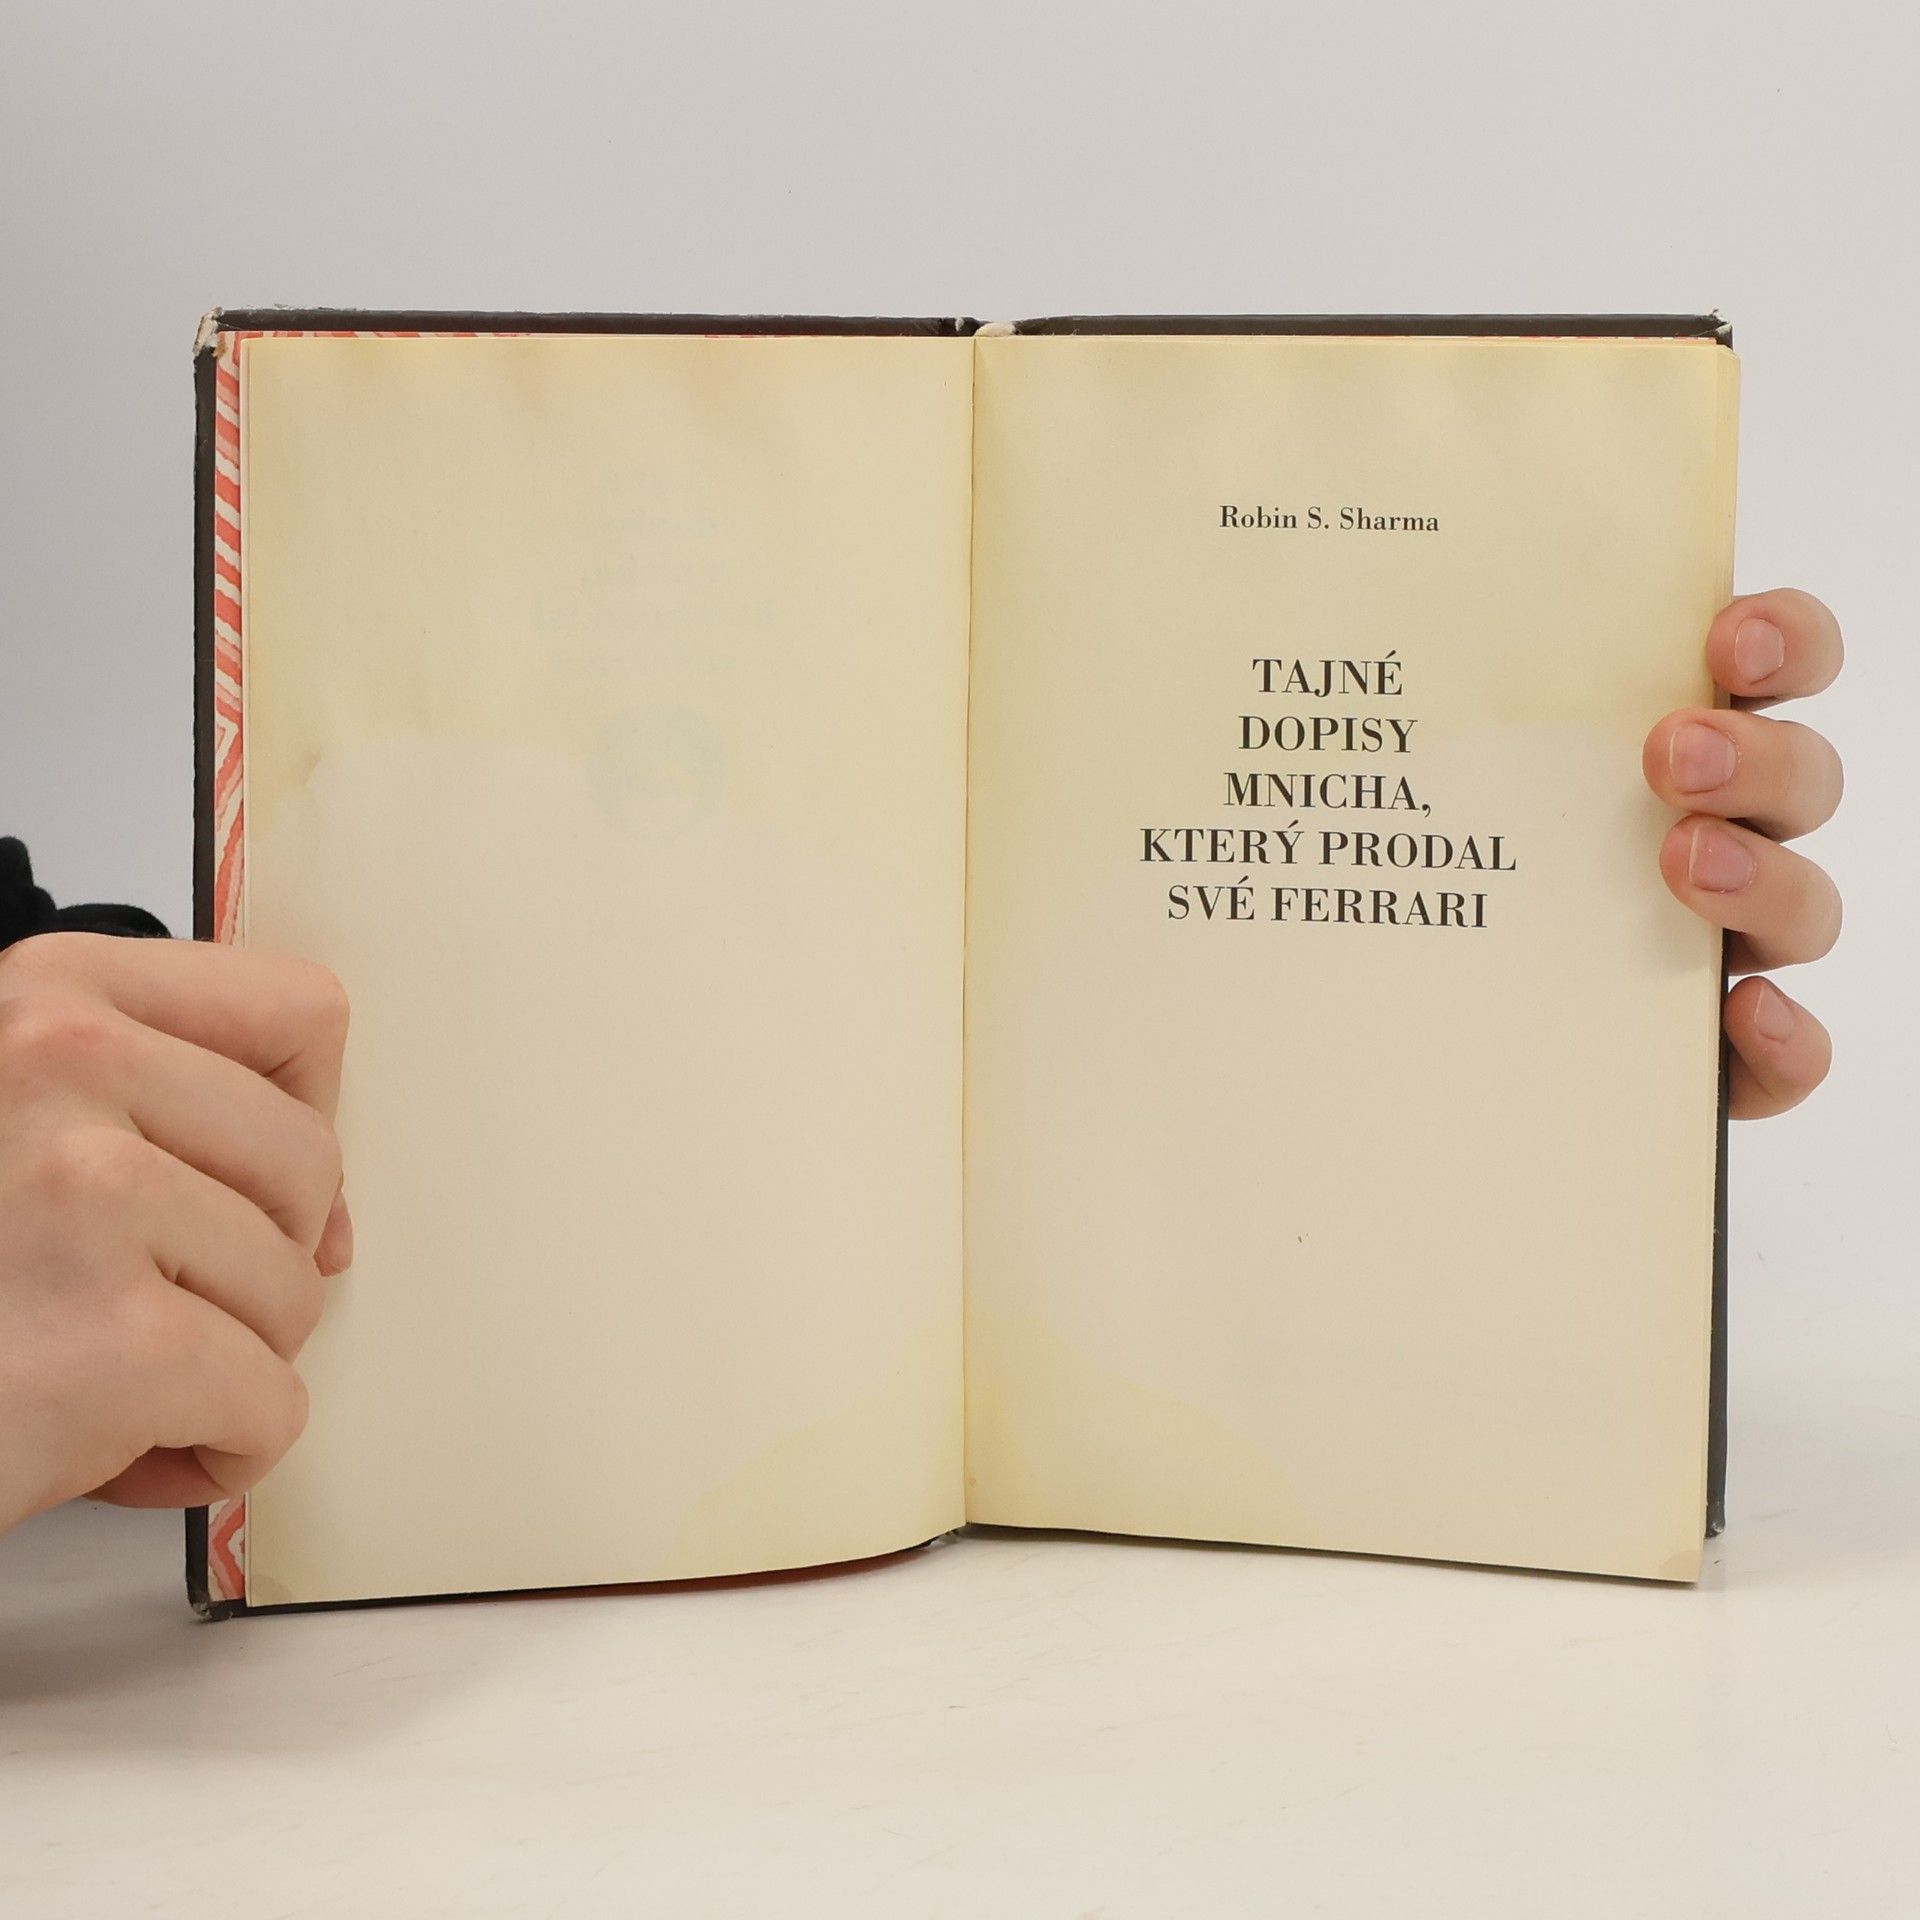 Robin S. Sharma
TAJNÉ
DOPISY
MNICHA,
KTERÝ PRODAL
SVÉ FERRARI